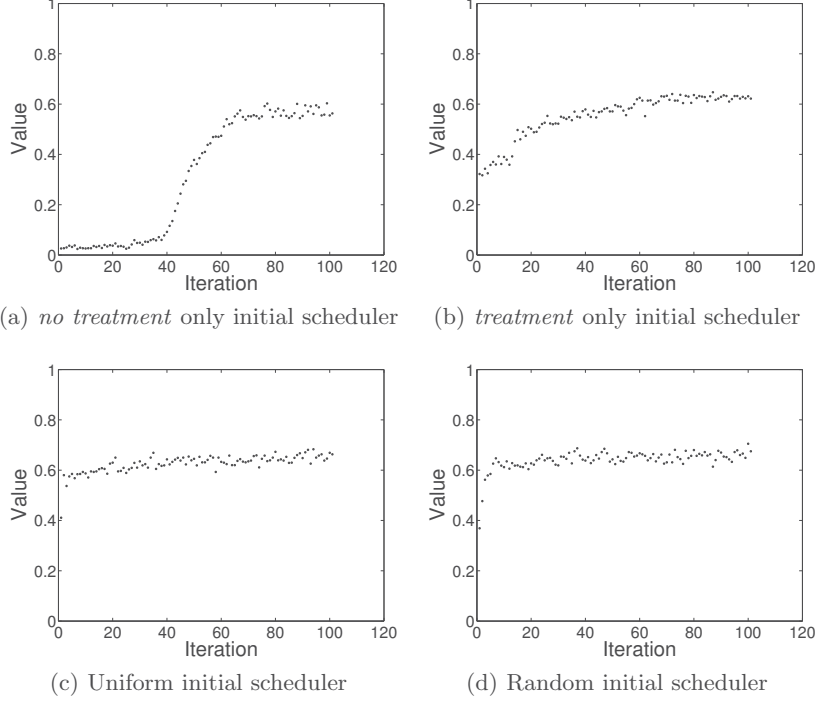 1
0.8
0.6
0.4
0.2
0
Value
0 20 40 60 80 100 120
Iteration
(a) no treatment only initial scheduler
1
0.8
0.6
0.4
0.2
0
Value
0 20 40 60 80 100 120
Iteration
(b) treatment only initial scheduler
1
0.8
0.6
0.4
0.2
0
Value
0 20 40 60 80 100 120
Iteration
(c) Uniform initial scheduler
1
0.8
0.6
0.4
0.2
0
Value
0 20 40 60 80 100 120
Iteration
(d) Random initial scheduler